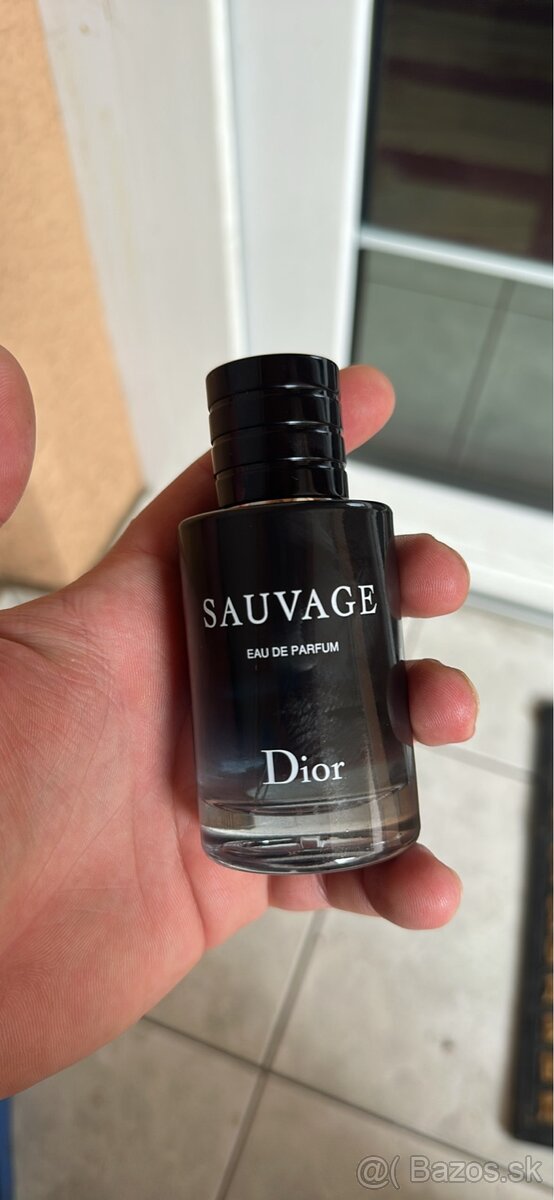 SAUVAGE
EAU DE PARFUM
Dior
@( Bazos.sk